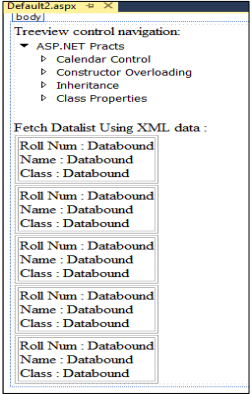 Default2.aspx
body
Treeview control navigation:
ASP.NET Practs
Calendar Control
Constructor Overloading
Inheritance
Class Properties
Fetch Datalist Using XML data :
Roll Num : Databound
Name : Databound
Class : Databound
Roll Num : Databound
Name : Databound
Class : Databound
Roll Num : Databound
Name : Databound
Class : Databound
Roll Num : Databound
Name : Databound
Class : Databound
Roll Num : Databound
Name : Databound
Class : Databound